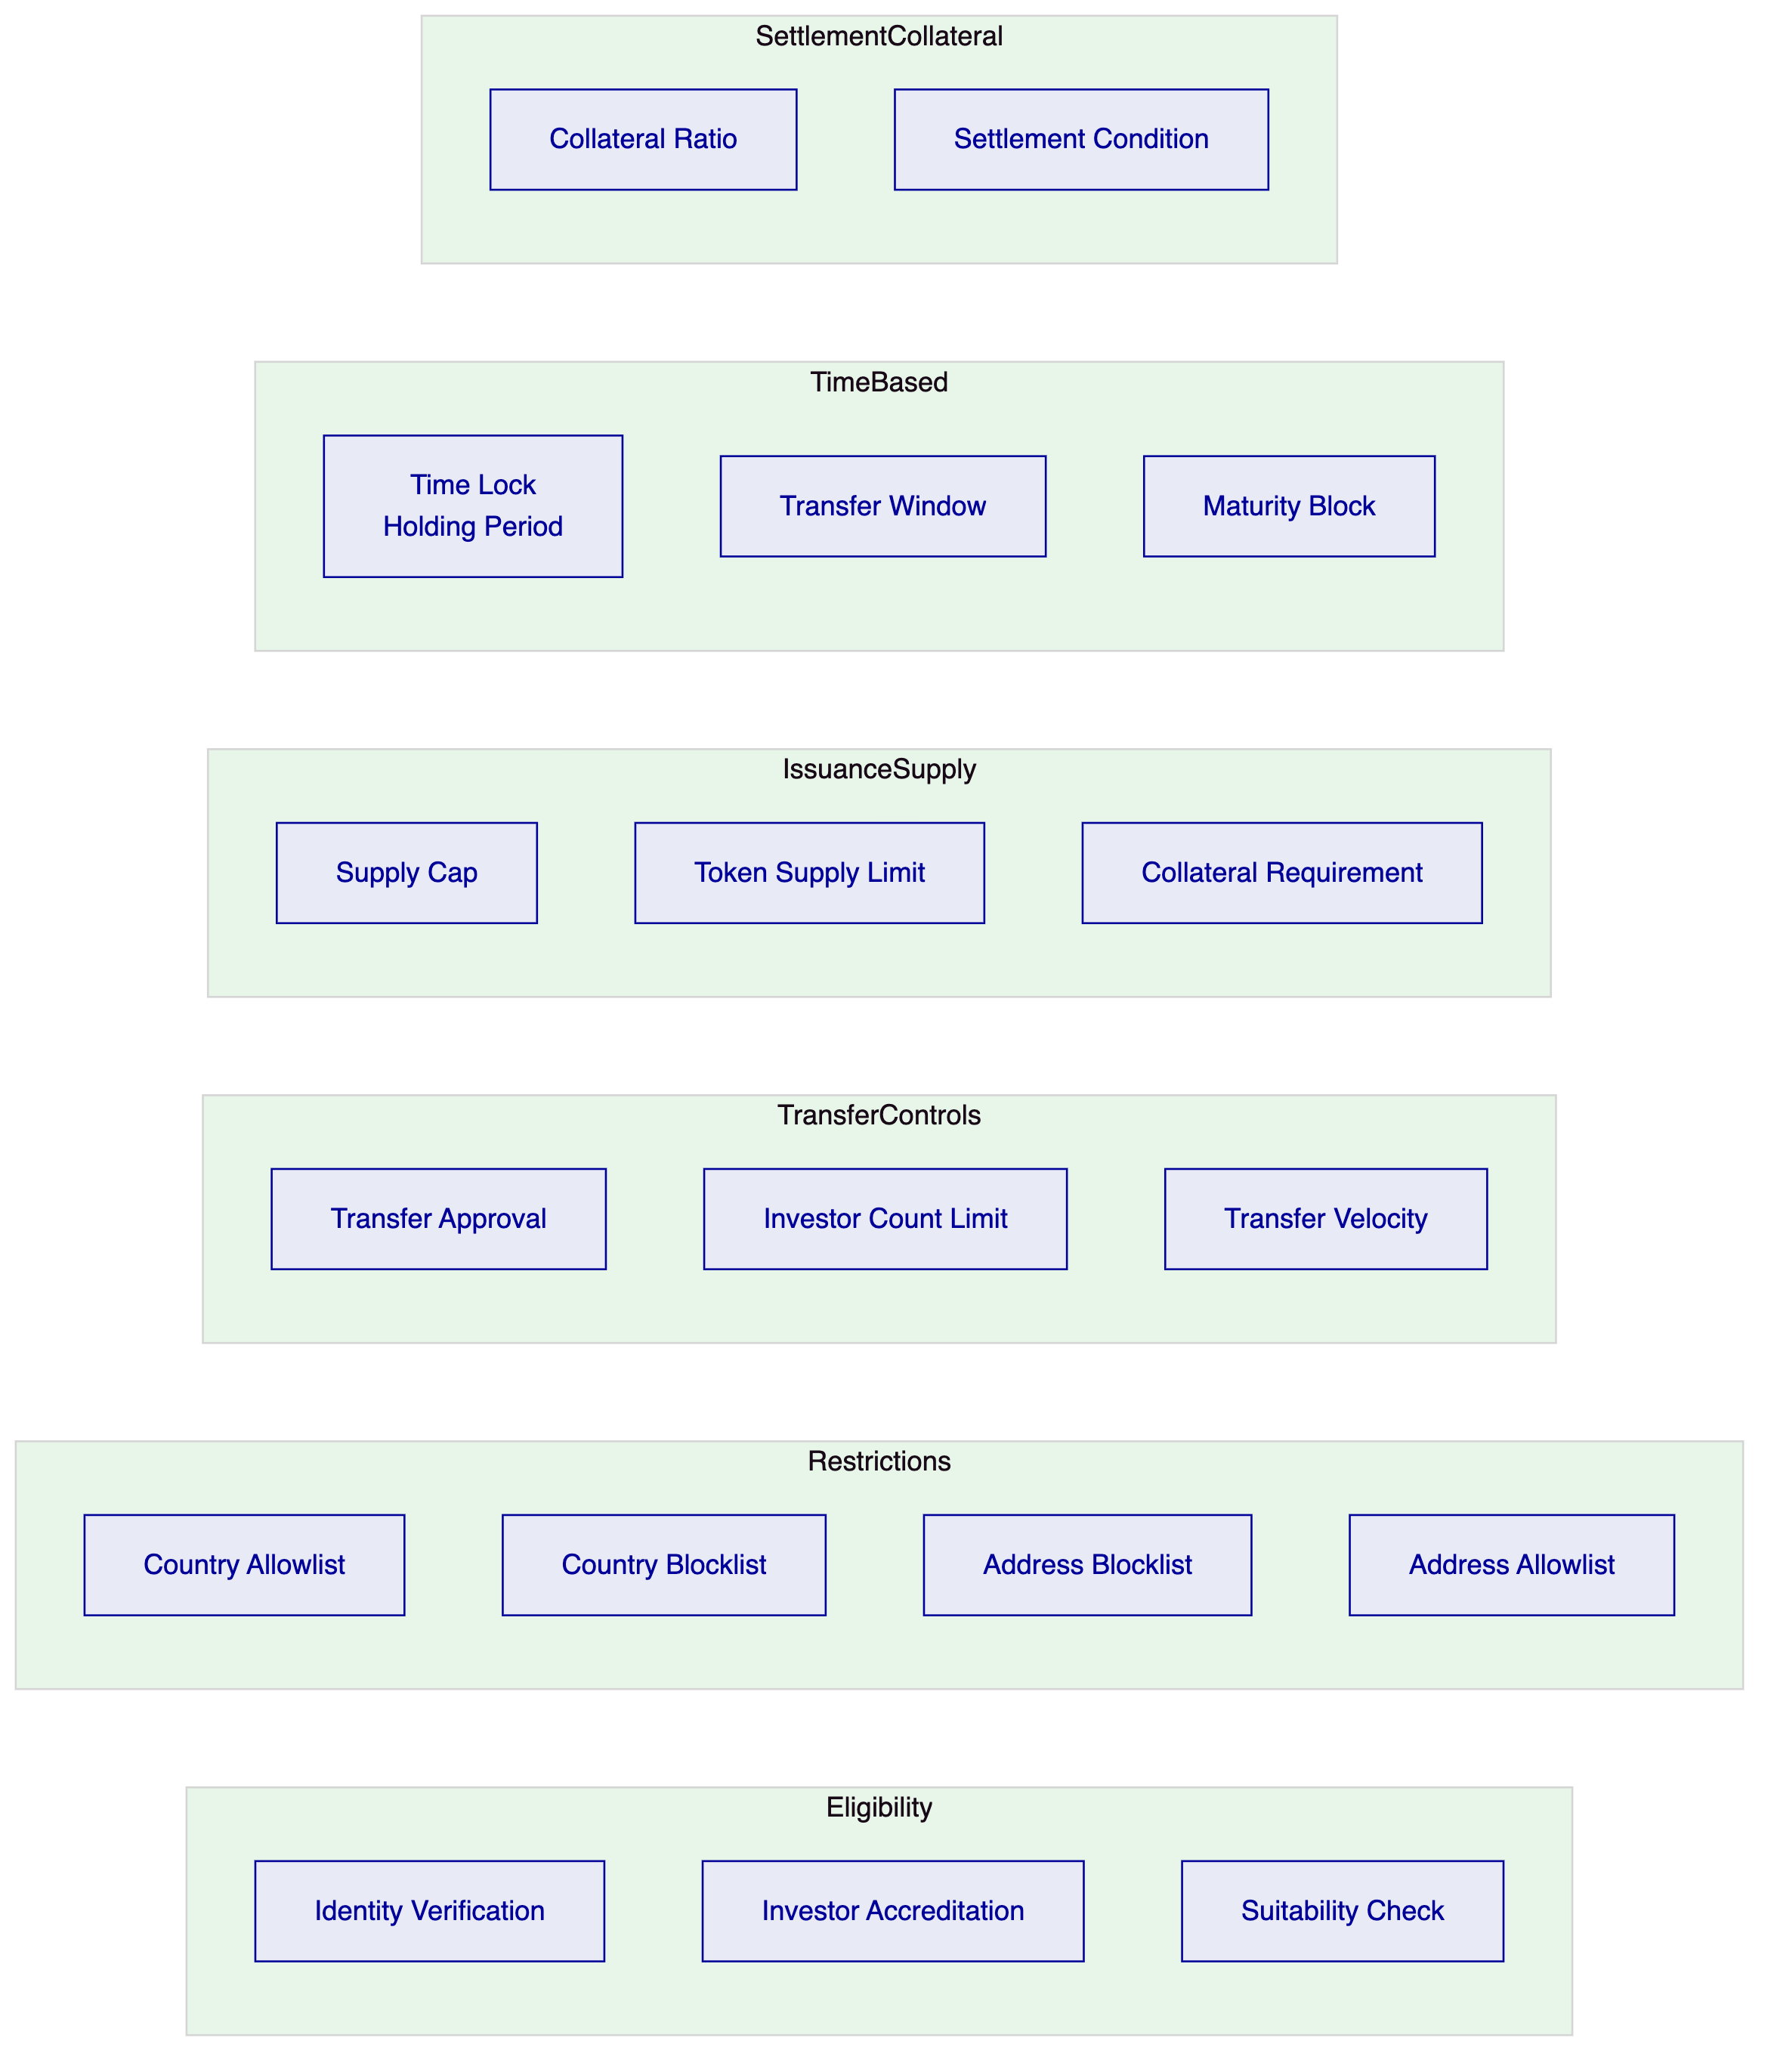 SettlementCollateral
Collateral Ratio
Settlement Condition
TimeBased
Time Lock
Holding Period
Transfer Window
Maturity Block
IssuanceSupply
Supply Cap
Token Supply Limit
Collateral Requirement
TransferControls
Transfer Approval
Investor Count Limit
Transfer Velocity
Restrictions
Country Allowlist
Country Blocklist
Address Blocklist
Address Allowlist
Eligibility
Identity Verification
Investor Accreditation
Suitability Check